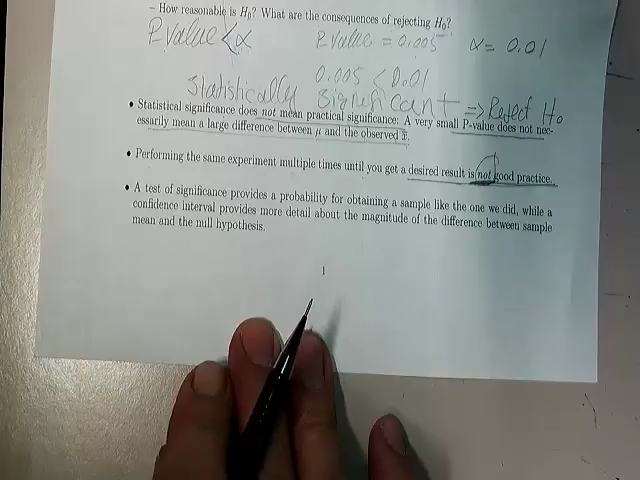 – How reasonable is H₀? What are the consequences of rejecting H₀?
P value < α P value = 0.005 α = 0.01
0.005 < 0.01
Statistically significant ⇒ Reject H₀
• Statistical significance does not mean practical significance: A very small P-value does not nec-
essarily mean a large difference between μ and the observed x̄.
• Performing the same experiment multiple times until you get a desired result is not good practice.
• A test of significance provides a probability for obtaining a sample like the one we did, while a
confidence interval provides more detail about the magnitude of the difference between sample
mean and the null hypothesis.
1